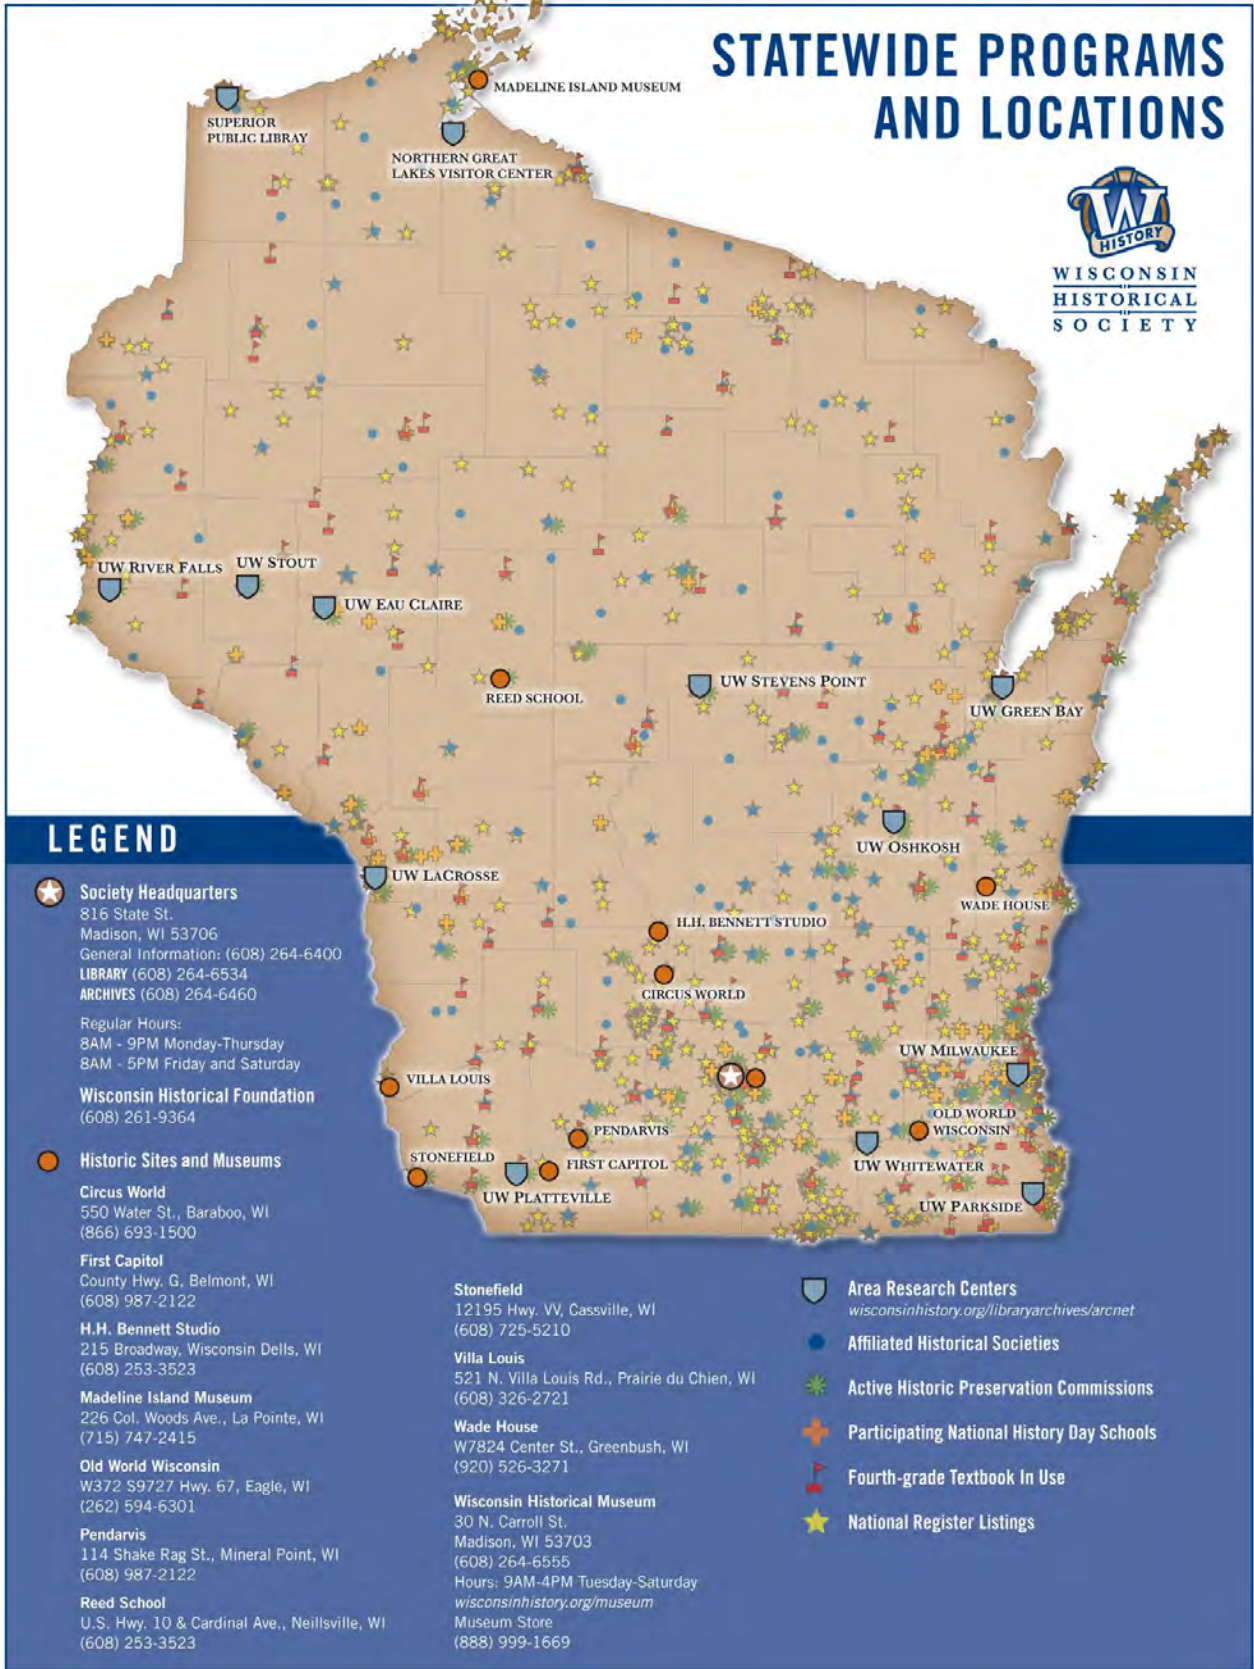 STATEWIDE PROGRAMS
AND LOCATIONS
W
HISTORY
WISCONSIN
HISTORICAL
SOCIETY
MADELINE ISLAND MUSEUM
SUPERIOR
PUBLIC LIBRAY
NORTHERN GREAT
LAKES VISITOR CENTER
UW RIVER FALLS
UW STOUT
UW EAU CLAIRE
REED SCHOOL
UW STEVENS POINT
UW GREEN BAY
UW OSHKOSH
UW LACROSSE
WADE HOUSE
H.H. BENNETT STUDIO
CIRCUS WORLD
UW MILWAUKEE
VILLA LOUIS
OLD WORLD
WISCONSIN
PENDARVIS
STONEFIELD
FIRST CAPITOL
UW WHITEWATER
UW PLATTEVILLE
UW PARKSIDE
LEGEND
Society Headquarters
816 State St.
Madison, WI 53706
General Information: (608) 264-6400
LIBRARY (608) 264-6534
ARCHIVES (608) 264-6460
Regular Hours:
8AM - 9PM Monday-Thursday
8AM - 5PM Friday and Saturday
Wisconsin Historical Foundation
(608) 261-9364
Historic Sites and Museums
Circus World
550 Water St., Baraboo, WI
(866) 693-1500
First Capitol
County Hwy. G, Belmont, WI
(608) 987-2122
H.H. Bennett Studio
215 Broadway, Wisconsin Dells, WI
(608) 253-3523
Madeline Island Museum
226 Col. Woods Ave., La Pointe, WI
(715) 747-2415
Old World Wisconsin
W372 S9727 Hwy. 67, Eagle, WI
(262) 594-6301
Pendarvis
114 Shake Rag St., Mineral Point, WI
(608) 987-2122
Reed School
U.S. Hwy. 10 & Cardinal Ave., Neillsville, WI
(608) 253-3523
Stonefield
12195 Hwy. VV, Cassville, WI
(608) 725-5210
Villa Louis
521 N. Villa Louis Rd., Prairie du Chien, WI
(608) 326-2721
Wade House
W7824 Center St., Greenbush, WI
(920) 526-3271
Wisconsin Historical Museum
30 N. Carroll St.
Madison, WI 53703
(608) 264-6555
Hours: 9AM-4PM Tuesday-Saturday
wisconsinhistory.org/museum
Museum Store
(888) 999-1669
Area Research Centers
wisconsinhistory.org/libraryarchives/arcnet
Affiliated Historical Societies
Active Historic Preservation Commissions
Participating National History Day Schools
Fourth-grade Textbook In Use
National Register Listings